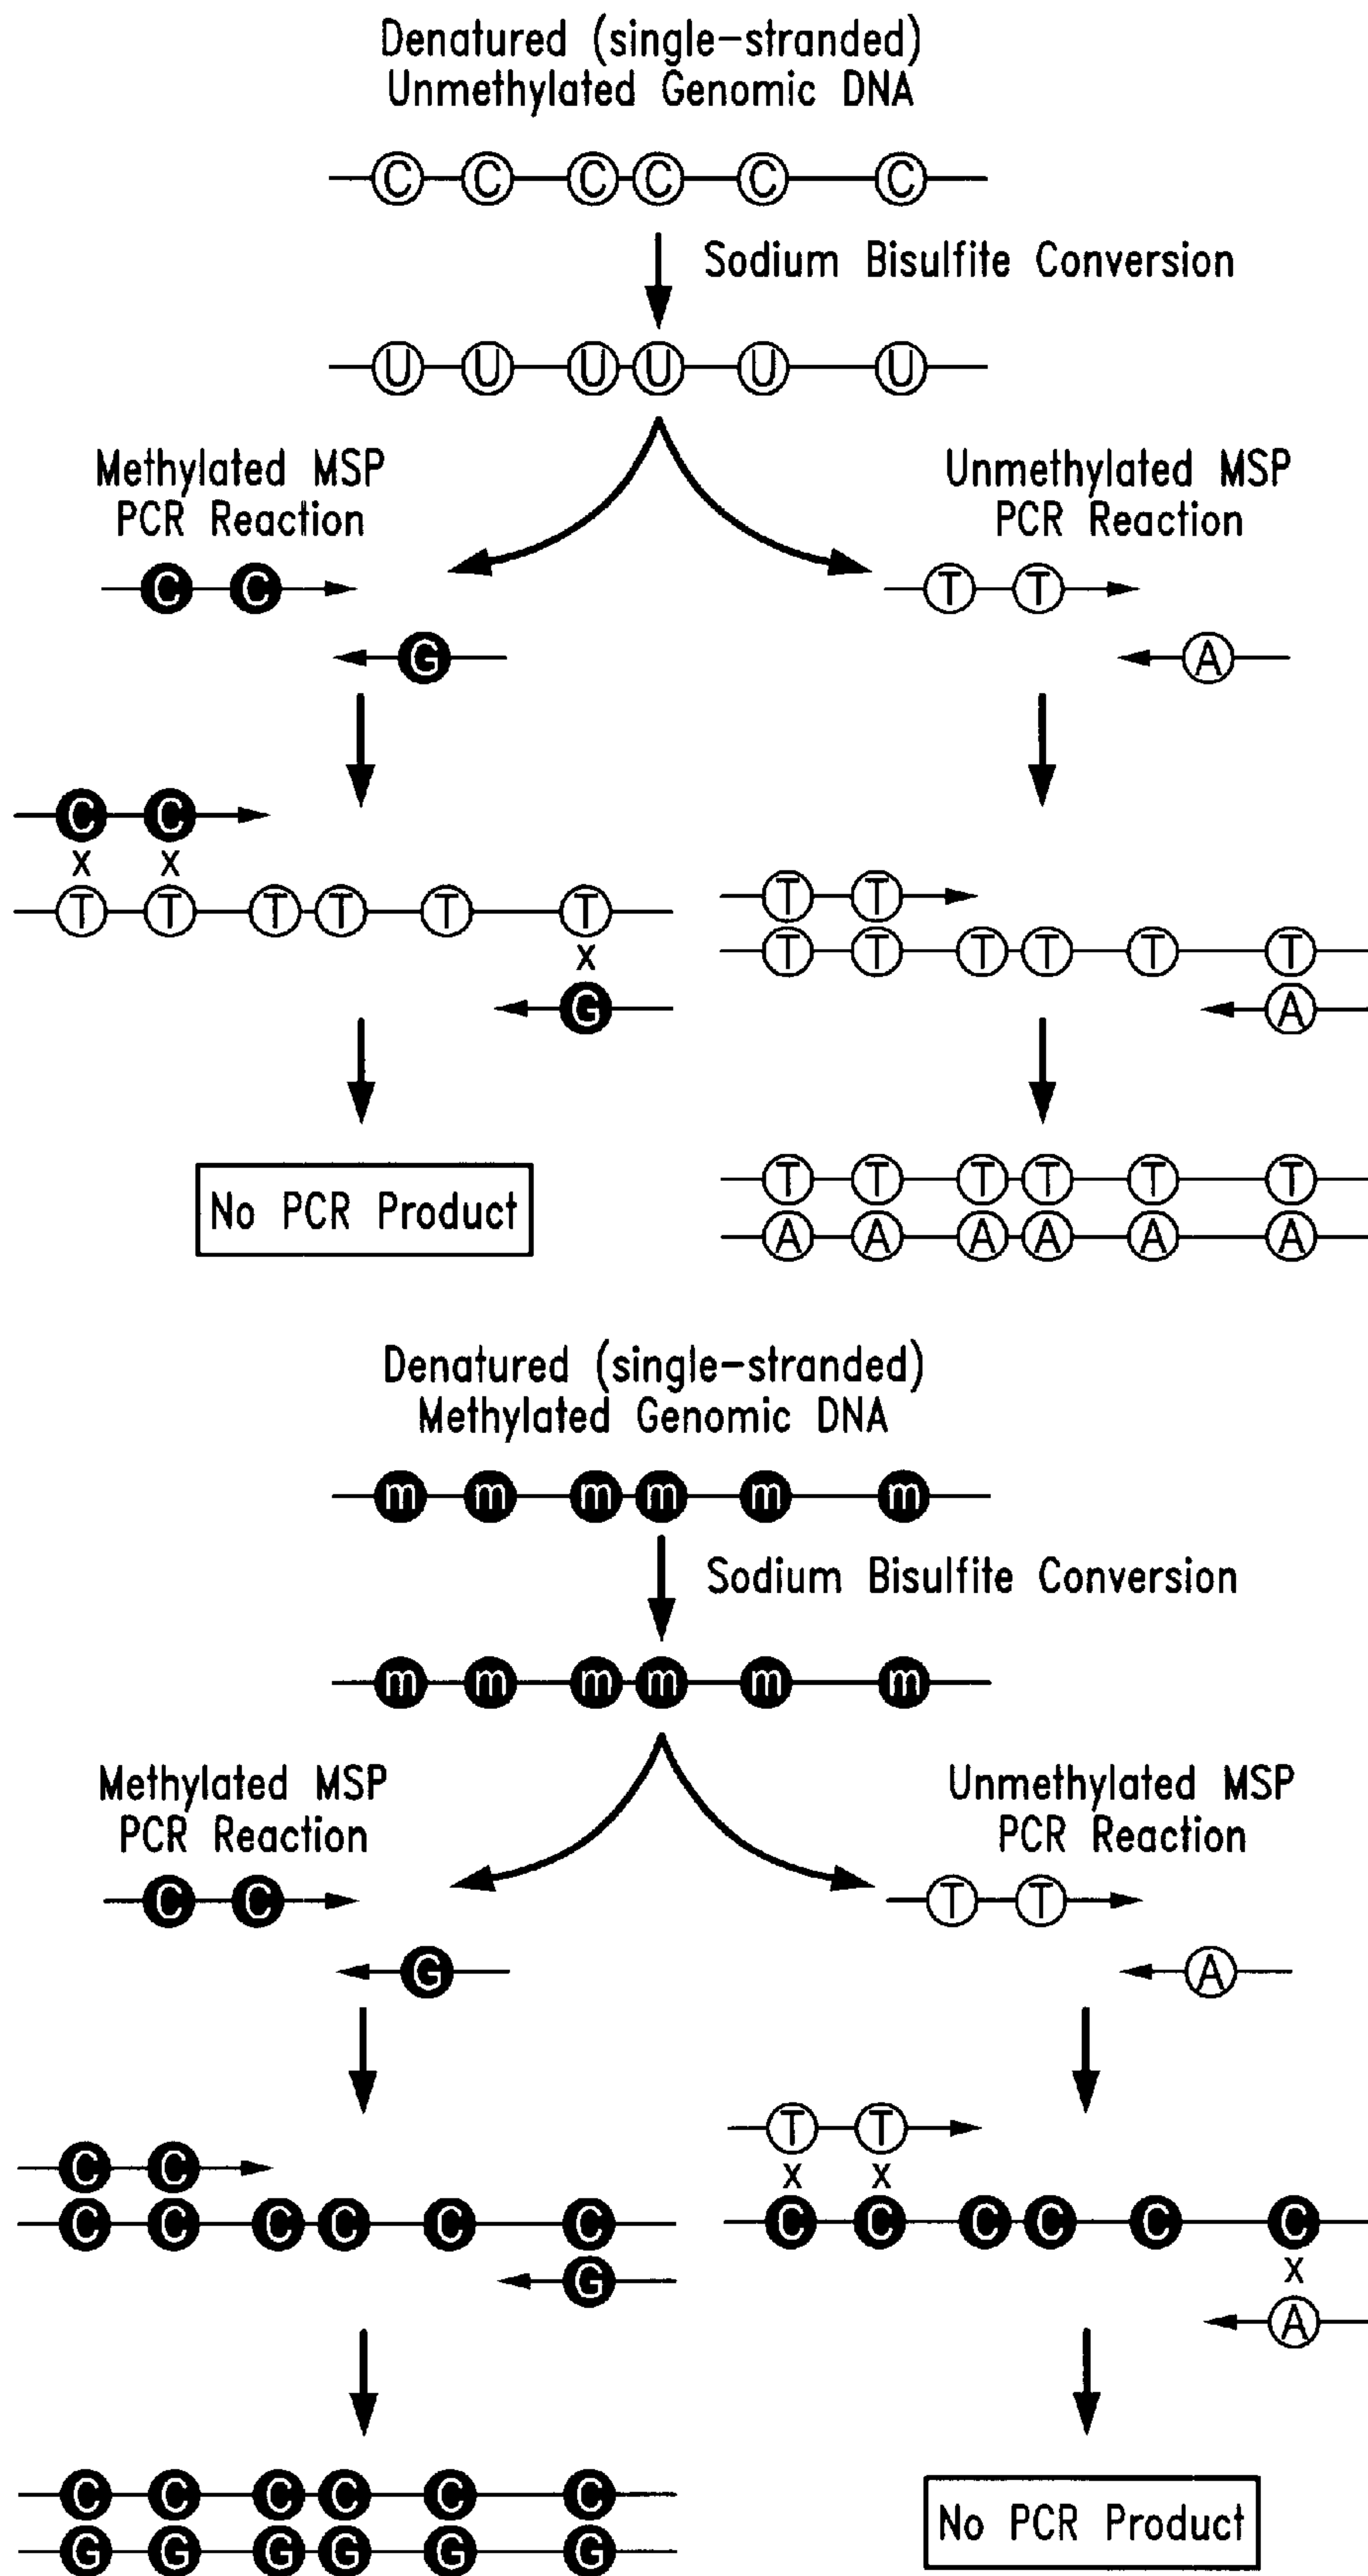 Denatured (single-stranded)
Unmethylated Genomic DNA
C C C C C C
Sodium Bisulfite Conversion
U U U U U U
Methylated MSP
PCR Reaction
Unmethylated MSP
PCR Reaction
C C
T T
G
A
C C
x x
T T T T T T
x
G
T T
T T T T T T
A
No PCR Product
T T T T T T
A A A A A A
Denatured (single-stranded)
Methylated Genomic DNA
m m m m m m
Sodium Bisulfite Conversion
m m m m m m
Methylated MSP
PCR Reaction
Unmethylated MSP
PCR Reaction
C C
T T
G
A
C C
C C C C C C
G
T T
x x
C C C C C C
x
A
C C C C C C
G G G G G G
No PCR Product